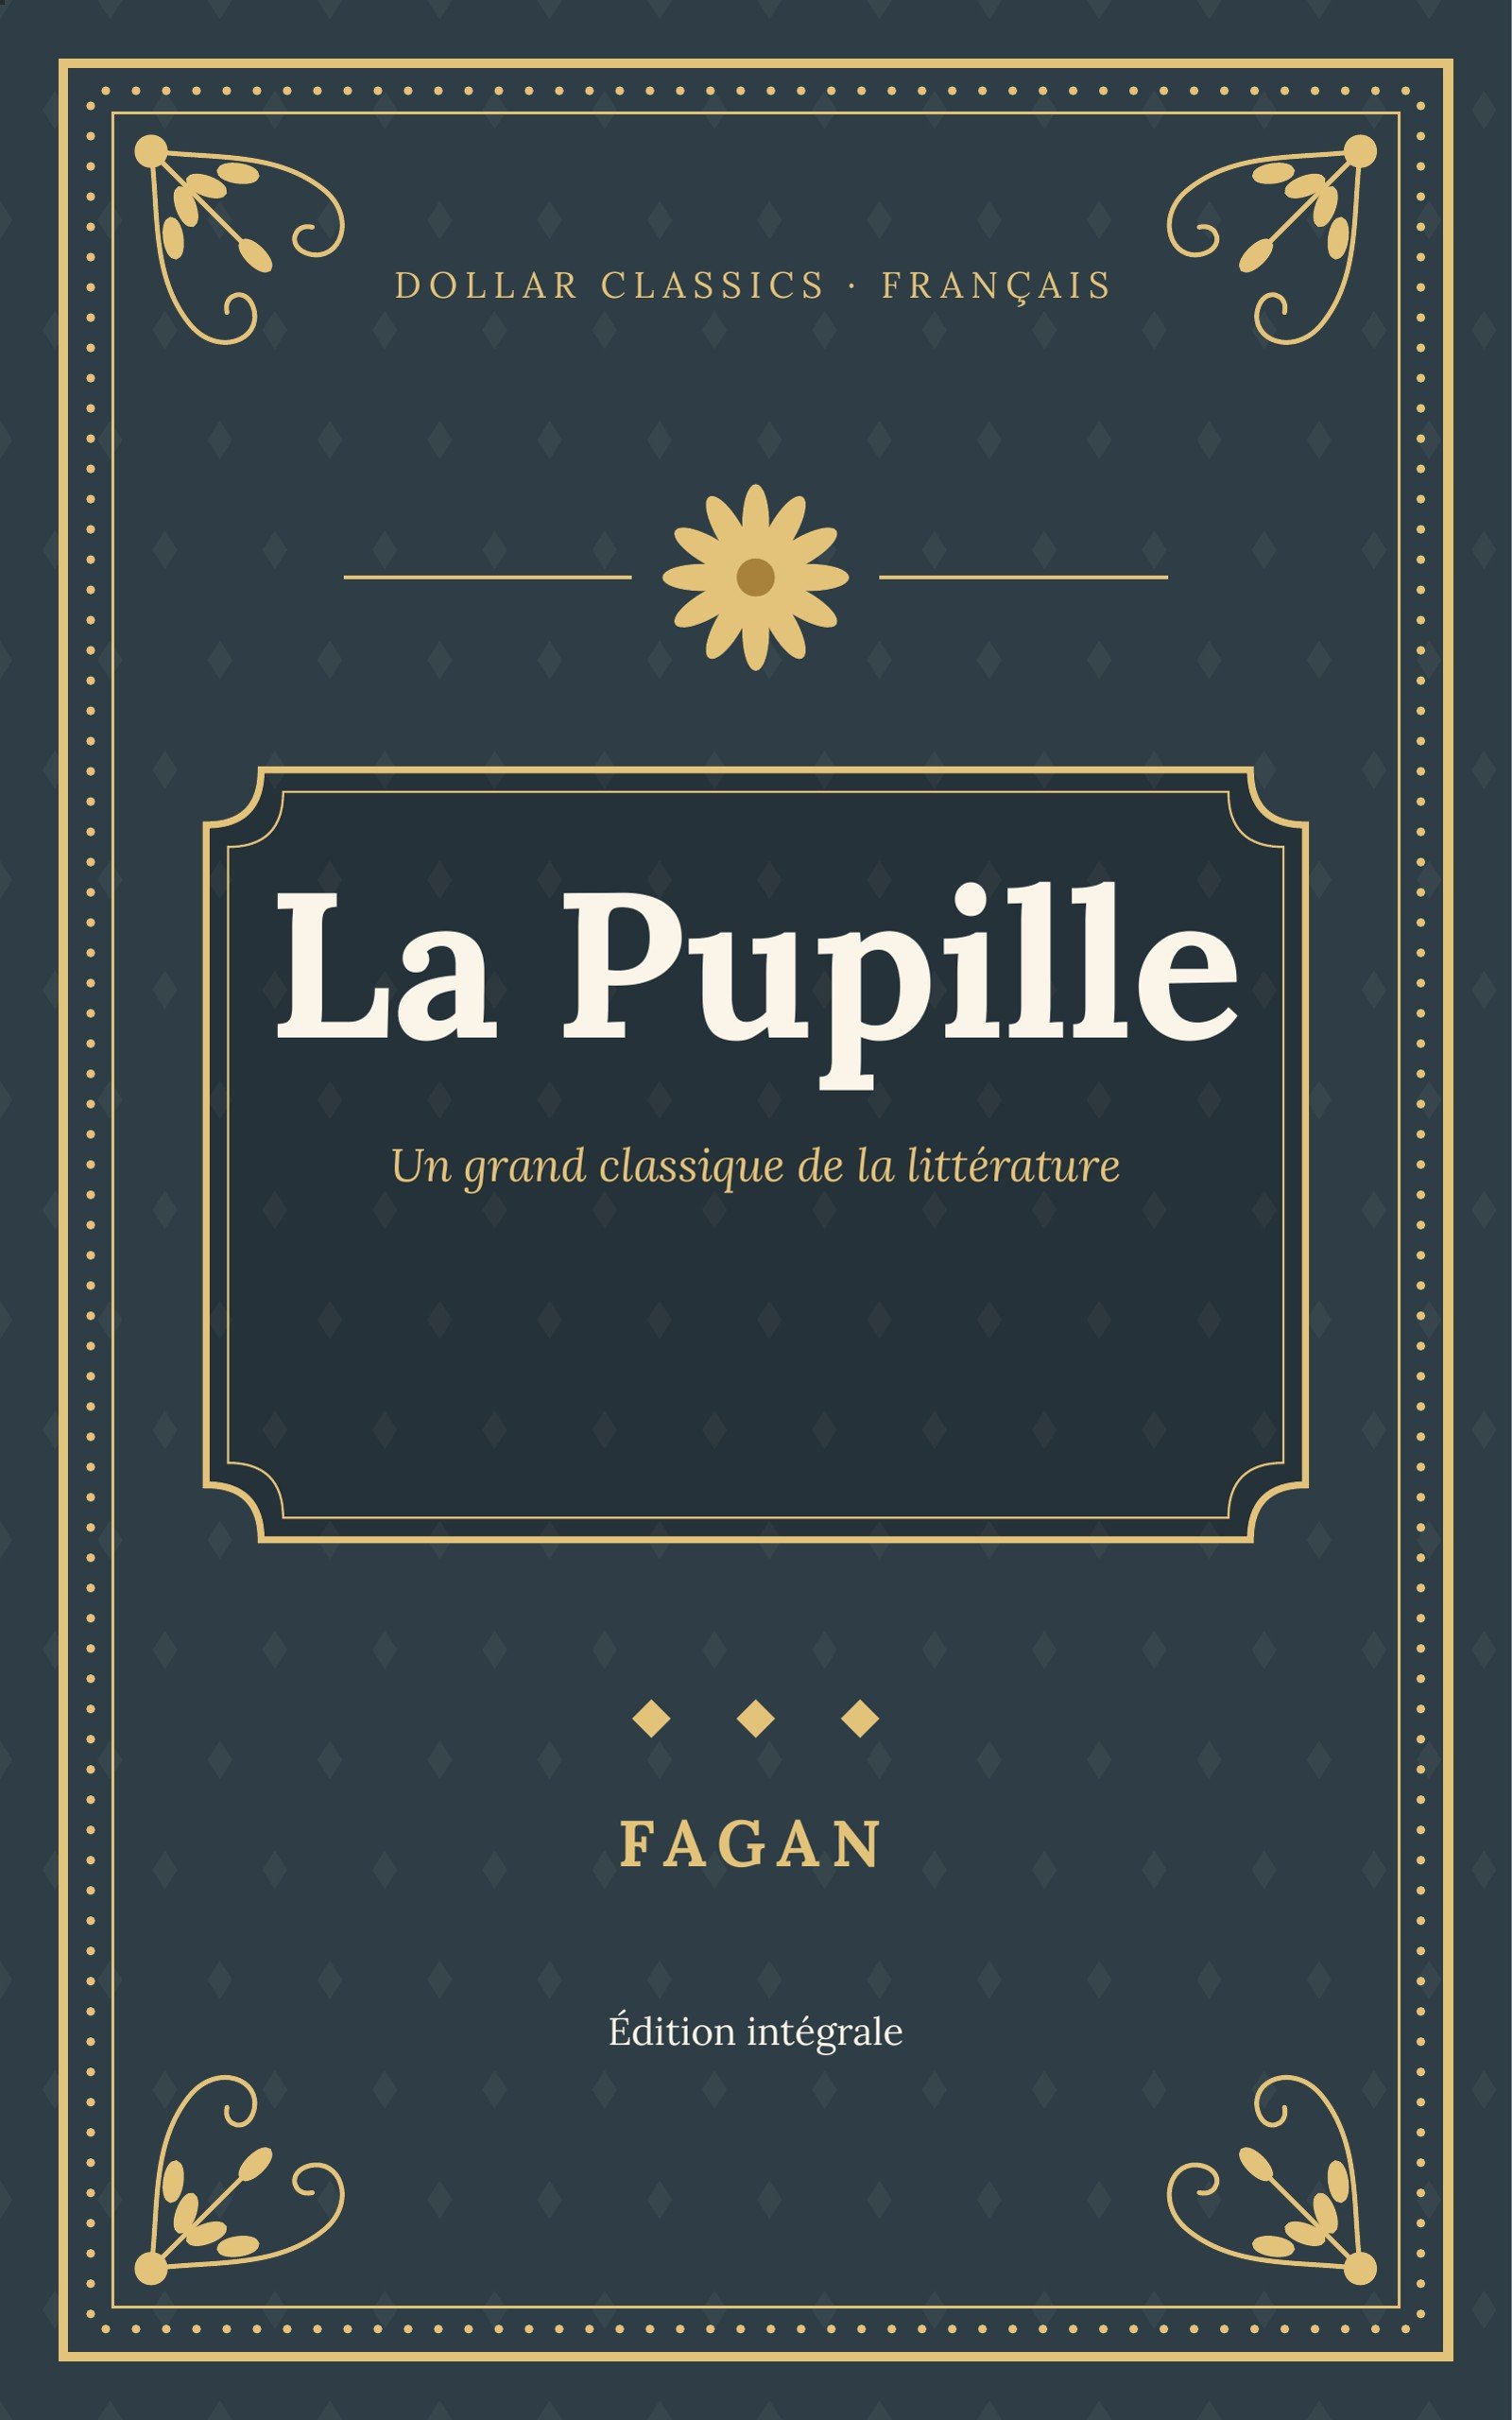 DOLLAR CLASSICS · FRANÇAIS
La Pupille
Un grand classique de la littérature
FAGAN
Édition intégrale